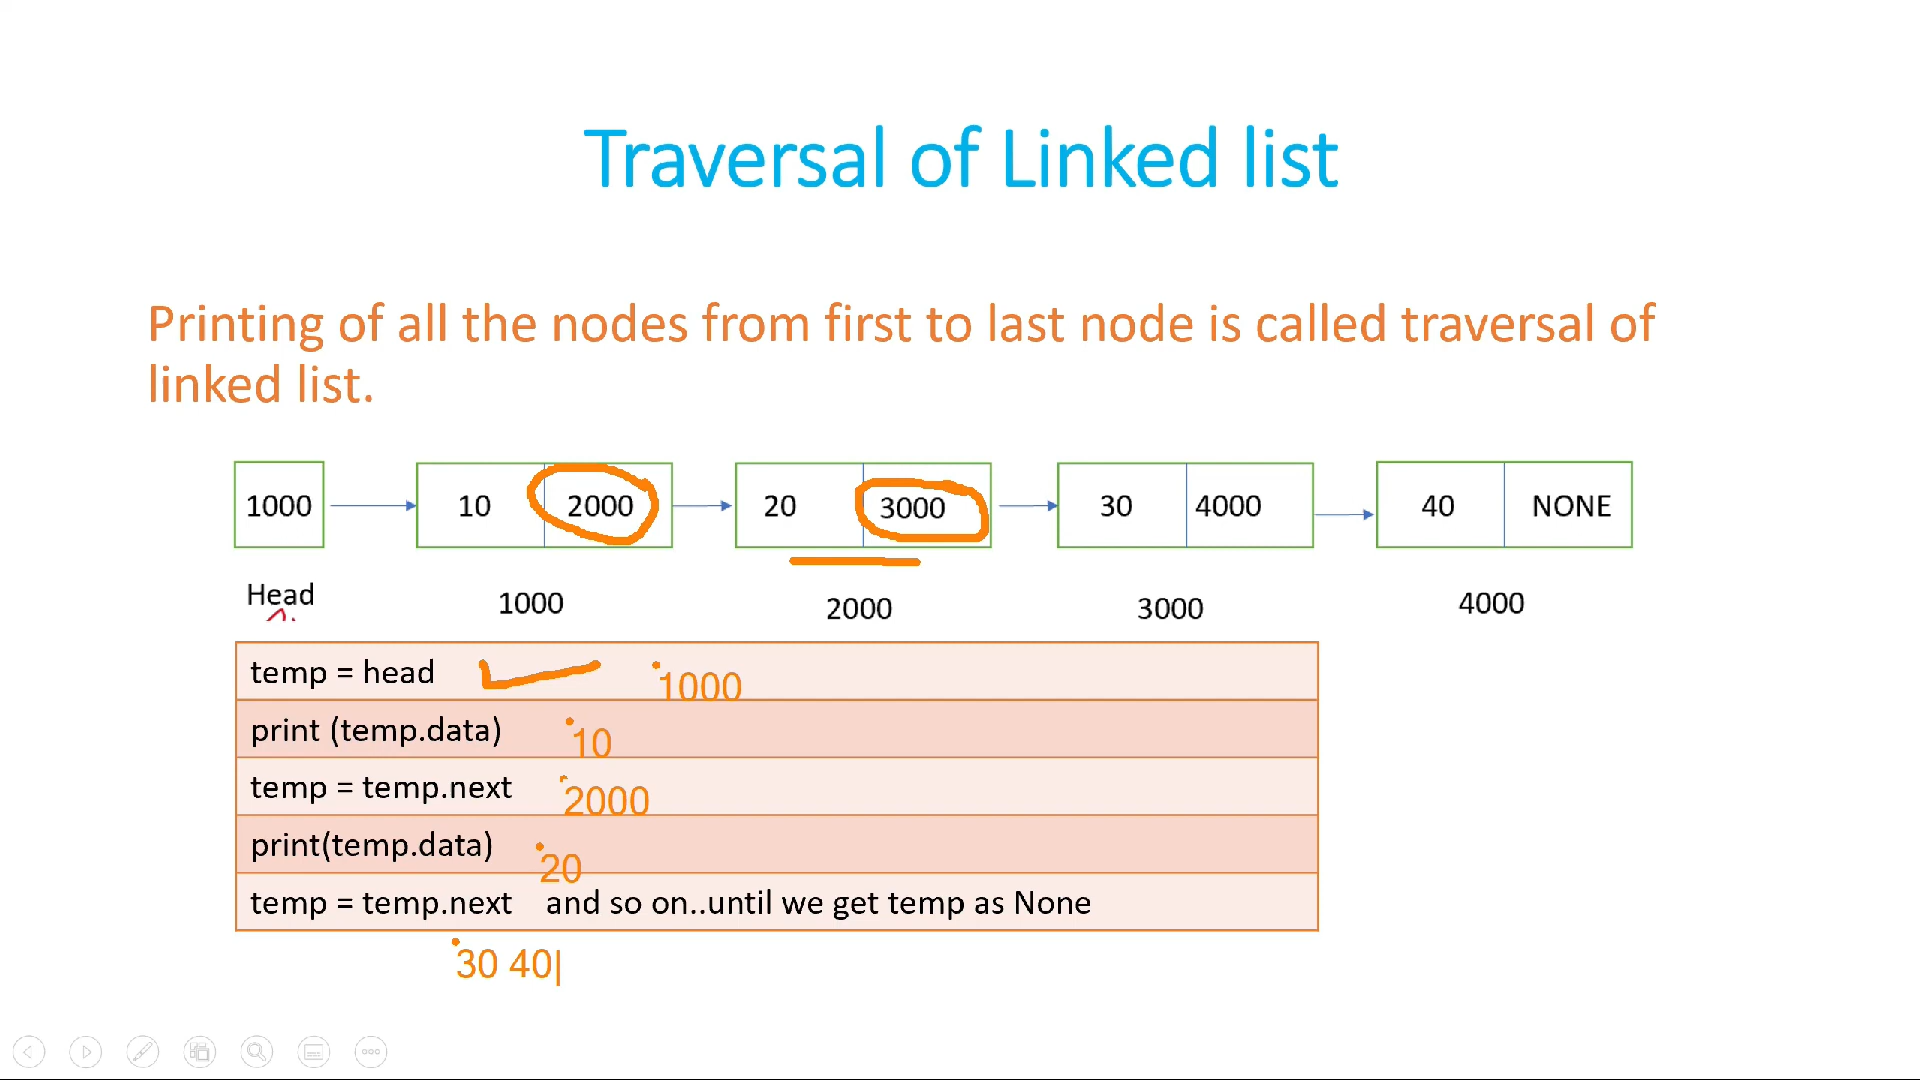 Traversal of Linked list
Printing of all the nodes from first to last node is called traversal of
linked list.
1000 10 2000 20 3000 30 4000 40 NONE
Head 1000 2000 3000 4000
temp = head 1000
print (temp.data) 10
temp = temp.next 2000
print(temp.data) 20
temp = temp.next and so on..until we get temp as None
30 40